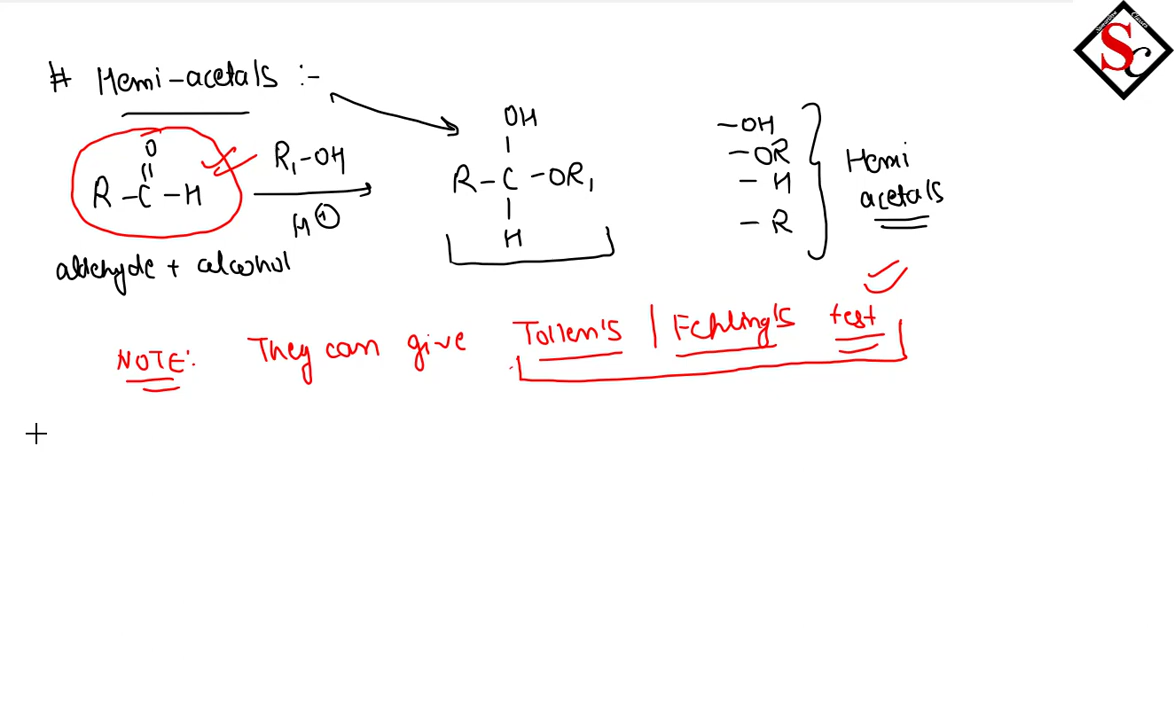 # Hemi-acetals :-
O
||
R-C-H
R₁-OH
H⊕
OH
|
R-C-OR₁
|
H
-OH
-OR
-H
-R
Hemi
acetals
aldehyde + alcohol
NOTE: They can give Tollen's | Fehling's test
SC